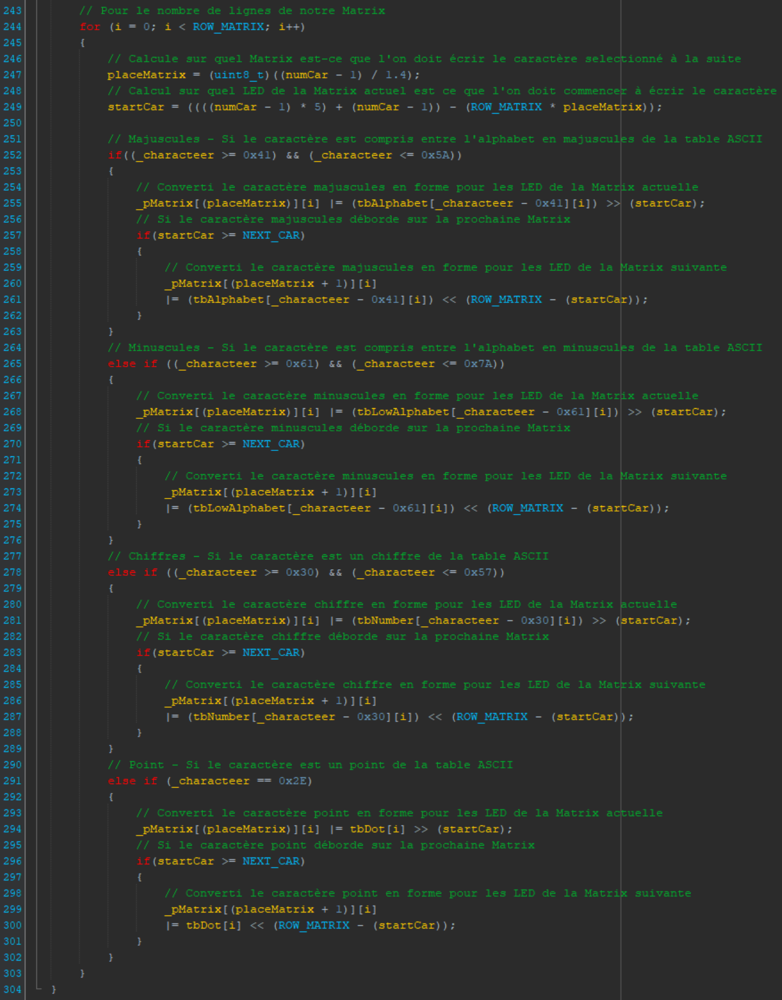 243 // Pour le nombre de lignes de notre Matrix
244 for (i = 0; i < ROW_MATRIX; i++)
245 {
246 // Calcule sur quel Matrix est-ce que l'on doit écrire le caractère selectionné à la suite
247 placeMatrix = (uint8_t)((numCar - 1) / 1.4);
248 // Calcul sur quel LED de la Matrix actuel est ce que l'on doit commencer à écrir le caractère
249 startCar = ((((numCar - 1) * 5) + (numCar - 1)) - (ROW_MATRIX * placeMatrix));
250
251 // Majuscules - Si le caractère est compris entre l'alphabet en majuscules de la table ASCII
252 if((_characteer >= 0x41) && (_characteer <= 0x5A))
253 {
254 // Converti le caractère majuscules en forme pour les LED de la Matrix actuelle
255 _pMatrix[(placeMatrix)][i] |= (tbAlphabet[_characteer - 0x41][i]) >> (startCar);
256 // Si le caractère majuscules déborde sur la prochaine Matrix
257 if(startCar >= NEXT_CAR)
258 {
259 // Converti le caractère majuscules en forme pour les LED de la Matrix suivante
260 _pMatrix[(placeMatrix + 1)][i]
261 |= (tbAlphabet[_characteer - 0x41][i]) << (ROW_MATRIX - (startCar));
262 }
263 }
264 // Minuscules - Si le caractère est compris entre l'alphabet en minuscules de la table ASCII
265 else if ((_characteer >= 0x61) && (_characteer <= 0x7A))
266 {
267 // Converti le caractère minuscules en forme pour les LED de la Matrix actuelle
268 _pMatrix[(placeMatrix)][i] |= (tbLowAlphabet[_characteer - 0x61][i]) >> (startCar);
269 // Si le caractère minuscules déborde sur la prochaine Matrix
270 if(startCar >= NEXT_CAR)
271 {
272 // Converti le caractère minuscules en forme pour les LED de la Matrix suivante
273 _pMatrix[(placeMatrix + 1)][i]
274 |= (tbLowAlphabet[_characteer - 0x61][i]) << (ROW_MATRIX - (startCar));
275 }
276 }
277 // Chiffres - Si le caractère est un chiffre de la table ASCII
278 else if ((_characteer >= 0x30) && (_characteer <= 0x57))
279 {
280 // Converti le caractère chiffre en forme pour les LED de la Matrix actuelle
281 _pMatrix[(placeMatrix)][i] |= (tbNumber[_characteer - 0x30][i]) >> (startCar);
282 // Si le caractère chiffre déborde sur la prochaine Matrix
283 if(startCar >= NEXT_CAR)
284 {
285 // Converti le caractère chiffre en forme pour les LED de la Matrix suivante
286 _pMatrix[(placeMatrix + 1)][i]
287 |= (tbNumber[_characteer - 0x30][i]) << (ROW_MATRIX - (startCar));
288 }
289 }
290 // Point - Si le caractère est un point de la table ASCII
291 else if (_characteer == 0x2E)
292 {
293 // Converti le caractère point en forme pour les LED de la Matrix actuelle
294 _pMatrix[(placeMatrix)][i] |= tbDot[i] >> (startCar);
295 // Si le caractère point déborde sur la prochaine Matrix
296 if(startCar >= NEXT_CAR)
297 {
298 // Converti le caractère point en forme pour les LED de la Matrix suivante
299 _pMatrix[(placeMatrix + 1)][i]
300 |= tbDot[i] << (ROW_MATRIX - (startCar));
301 }
302 }
303 }
304 }